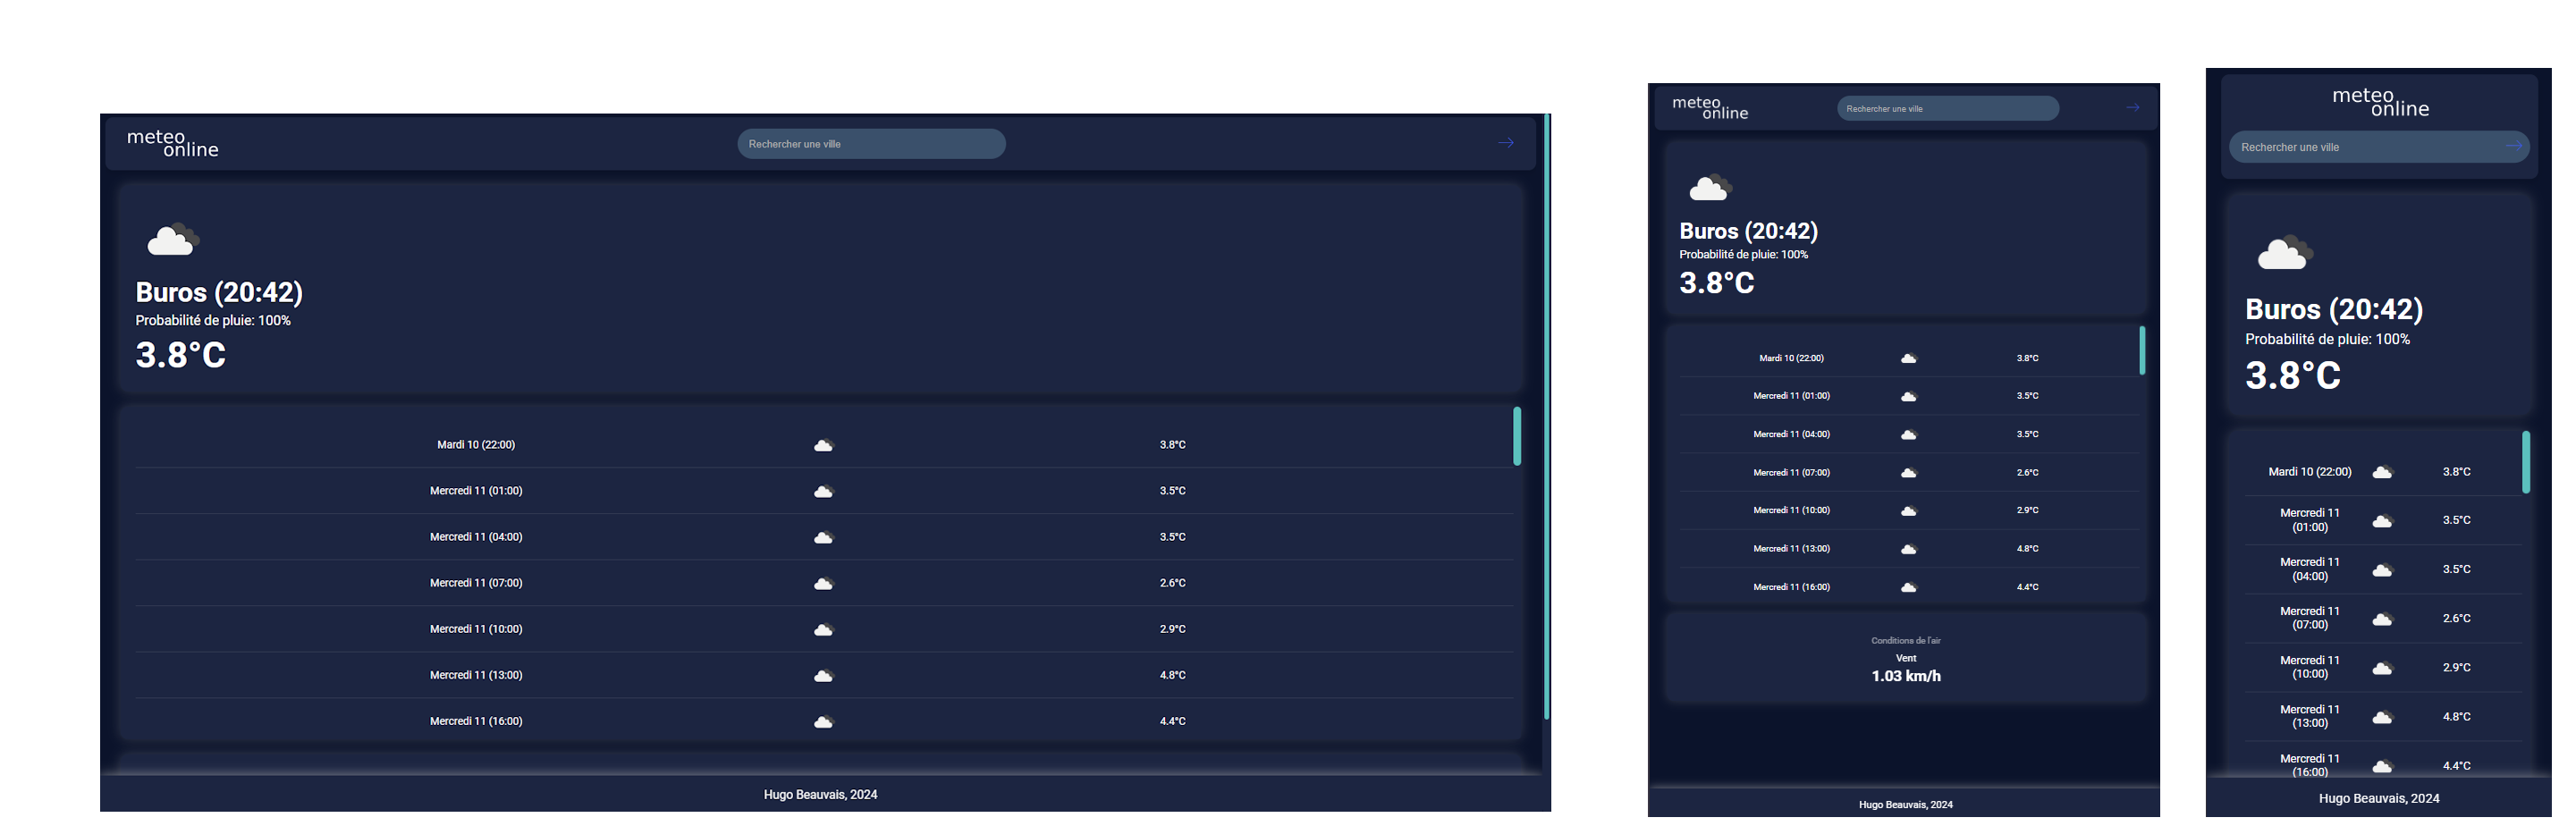 meteo
online
Rechercher une ville
Buros (20:42)
Probabilité de pluie: 100%
3.8°C
Mardi 10 (22:00) 3.8°C
Mercredi 11 (01:00) 3.5°C
Mercredi 11 (04:00) 3.5°C
Mercredi 11 (07:00) 2.6°C
Mercredi 11 (10:00) 2.9°C
Mercredi 11 (13:00) 4.8°C
Mercredi 11 (16:00) 4.4°C
Hugo Beauvais, 2024
meteo
online
Rechercher une ville
Buros (20:42)
Probabilité de pluie: 100%
3.8°C
Mardi 10 (22:00) 3.8°C
Mercredi 11 (01:00) 3.5°C
Mercredi 11 (04:00) 3.5°C
Mercredi 11 (07:00) 2.6°C
Mercredi 11 (10:00) 2.9°C
Mercredi 11 (13:00) 4.8°C
Mercredi 11 (16:00) 4.4°C
Conditions de l'air
Vent
1.03 km/h
Hugo Beauvais, 2024
meteo
online
Rechercher une ville
Buros (20:42)
Probabilité de pluie: 100%
3.8°C
Mardi 10 (22:00) 3.8°C
Mercredi 11
(01:00) 3.5°C
Mercredi 11
(04:00) 3.5°C
Mercredi 11
(07:00) 2.6°C
Mercredi 11
(10:00) 2.9°C
Mercredi 11
(13:00) 4.8°C
Mercredi 11
(16:00) 4.4°C
Hugo Beauvais, 2024